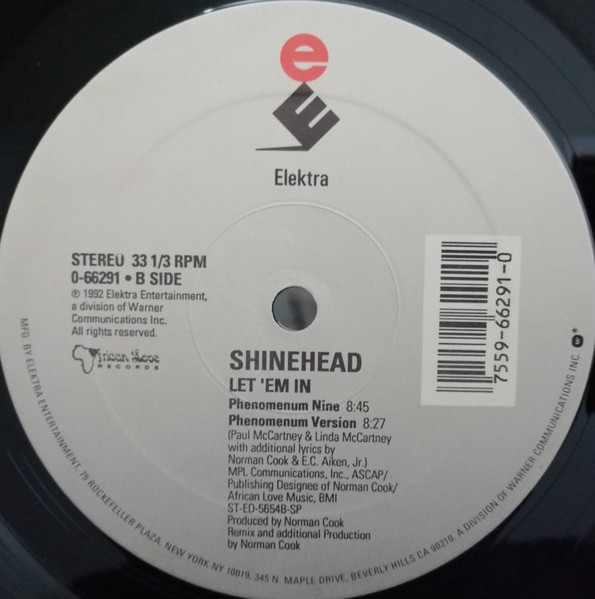 e
E
Elektra
STEREO 33 1/3 RPM
0-66291 • B SIDE
℗ 1992 Elektra Entertainment,
a division of Warner
Communications Inc.
All rights reserved.
African Love
RECORDS
7559-66291-0
SHINEHEAD
LET 'EM IN
Phenomenum Nine 8:45
Phenomenum Version 8:27
(Paul McCartney & Linda McCartney
with additional lyrics by
Norman Cook & E.C. Aiken, Jr.)
MPL Communications, Inc., ASCAP/
Publishing Designee of Norman Cook/
African Love Music, BMI
ST-ED-5654B-SP
Produced by Norman Cook
Remix and additional Production
by Norman Cook
MFG. BY ELEKTRA ENTERTAINMENT, 75 ROCKEFELLER PLAZA, NEW YORK NY 10019, 345 N. MAPLE DRIVE, BEVERLY HILLS CA 90210. A DIVISION OF WARNER COMMUNICATIONS INC.